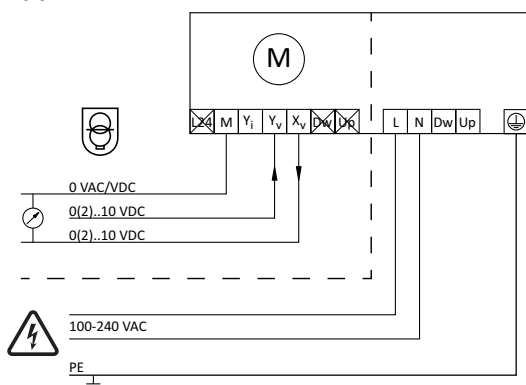 M
L24 M Yi Yv Xv Dw Up L N Dw Up
0 VAC/VDC
0(2)..10 VDC
0(2)..10 VDC
100-240 VAC
PE